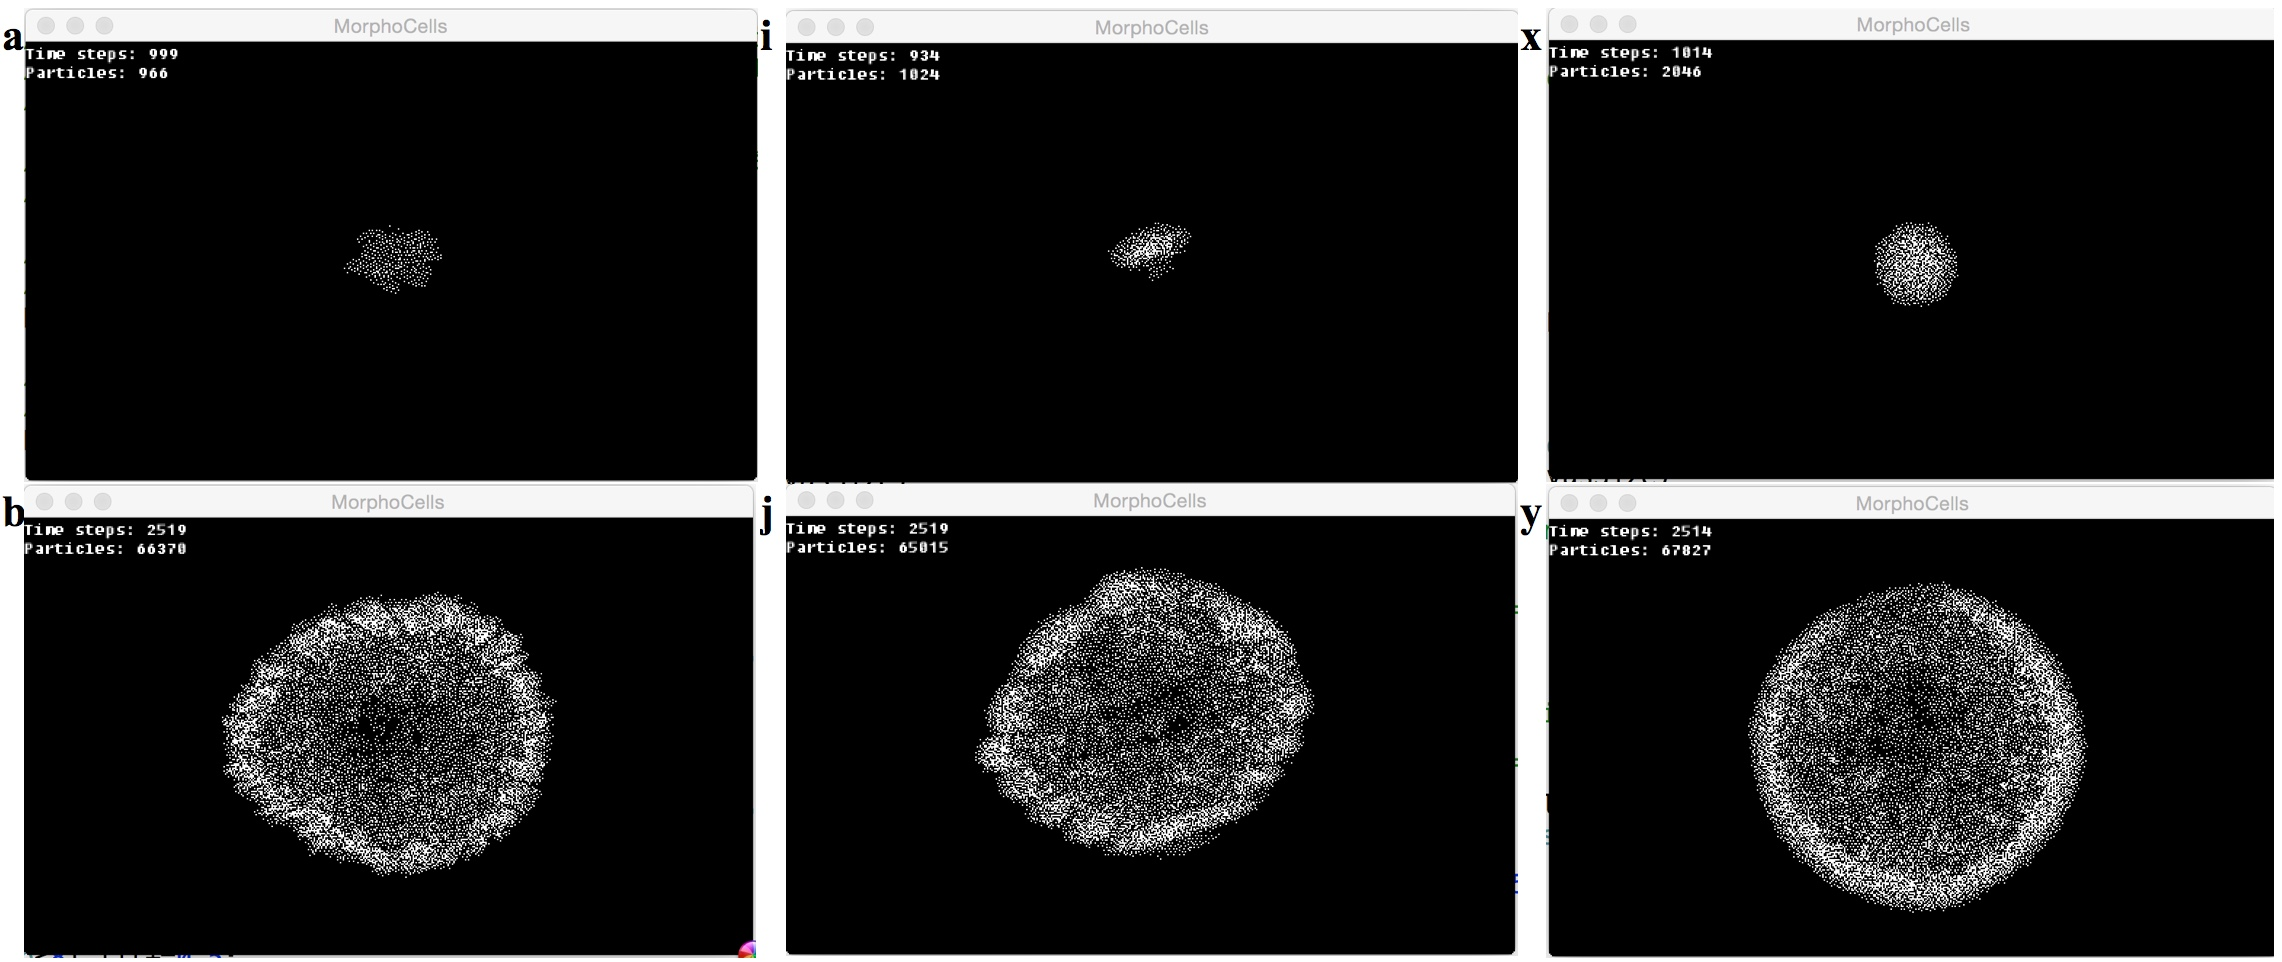 a
MorphoCells
Time steps: 999
Particles: 966
i
MorphoCells
Time steps: 934
Particles: 1024
x
MorphoCells
Time steps: 1014
Particles: 2046
b
MorphoCells
Time steps: 2519
Particles: 66370
j
MorphoCells
Time steps: 2519
Particles: 65015
y
MorphoCells
Time steps: 2514
Particles: 67827